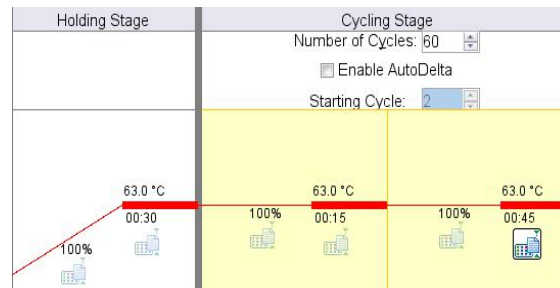 Holding Stage
Cycling Stage
Number of Cycles: 60
Enable AutoDelta
Starting Cycle: 2
63.0 °C
63.0 °C
63.0 °C
100%
00:30
100%
00:15
100%
00:45